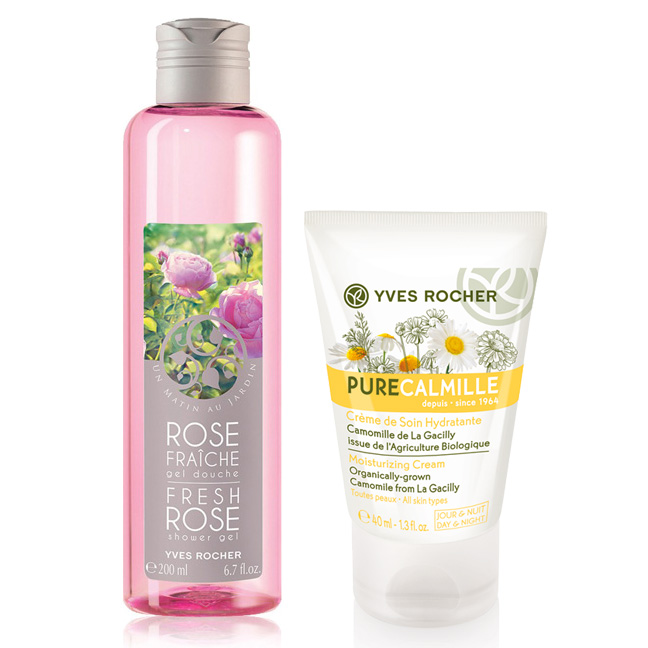 UN MATIN AU JARDIN
ROSE
FRAÎCHE
gel douche
FRESH
ROSE
shower gel
YVES ROCHER
℮200 ml 6.7 fl.oz.
YVES ROCHER
PURECALMILLE
depuis · since 1964
Crème de Soin Hydratante
Camomille de La Gacilly
issue de l'Agriculture Biologique
Moisturizing Cream
Organically-grown
Camomile from La Gacilly
Toutes peaux · All skin types
℮40 ml - 1.3 fl. oz.
JOUR & NUIT
DAY & NIGHT